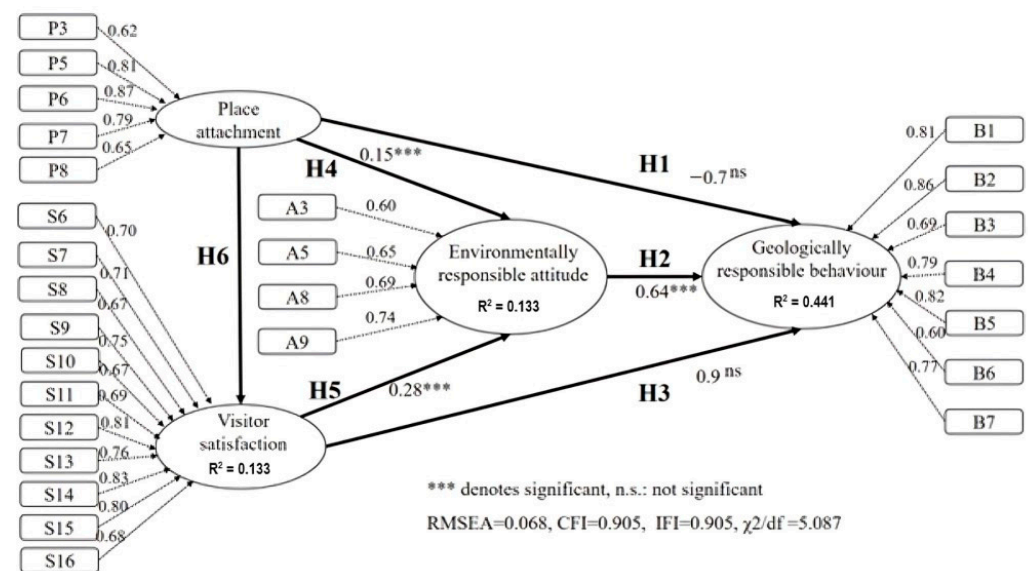 P3
0.62
P5
0.81
P6
0.87
P7
0.79
P8
0.65
Place
attachment
H4
0.15***
H1
−0.7 ns
H6
S6
0.70
S7
0.71
S8
0.67
S9
0.75
S10
0.67
S11
0.69
S12
0.81
S13
0.76
S14
0.83
S15
0.80
S16
0.68
A3
0.60
A5
0.65
A8
0.69
A9
0.74
Environmentally
responsible attitude
R² = 0.133
H2
0.64***
Geologically
responsible behaviour
R² = 0.441
0.81
B1
0.86
B2
0.69
B3
0.79
B4
0.82
B5
0.60
B6
0.77
B7
H5
0.28***
H3
0.9 ns
Visitor
satisfaction
R² = 0.133
*** denotes significant, n.s.: not significant
RMSEA=0.068, CFI=0.905, IFI=0.905, χ2/df =5.087